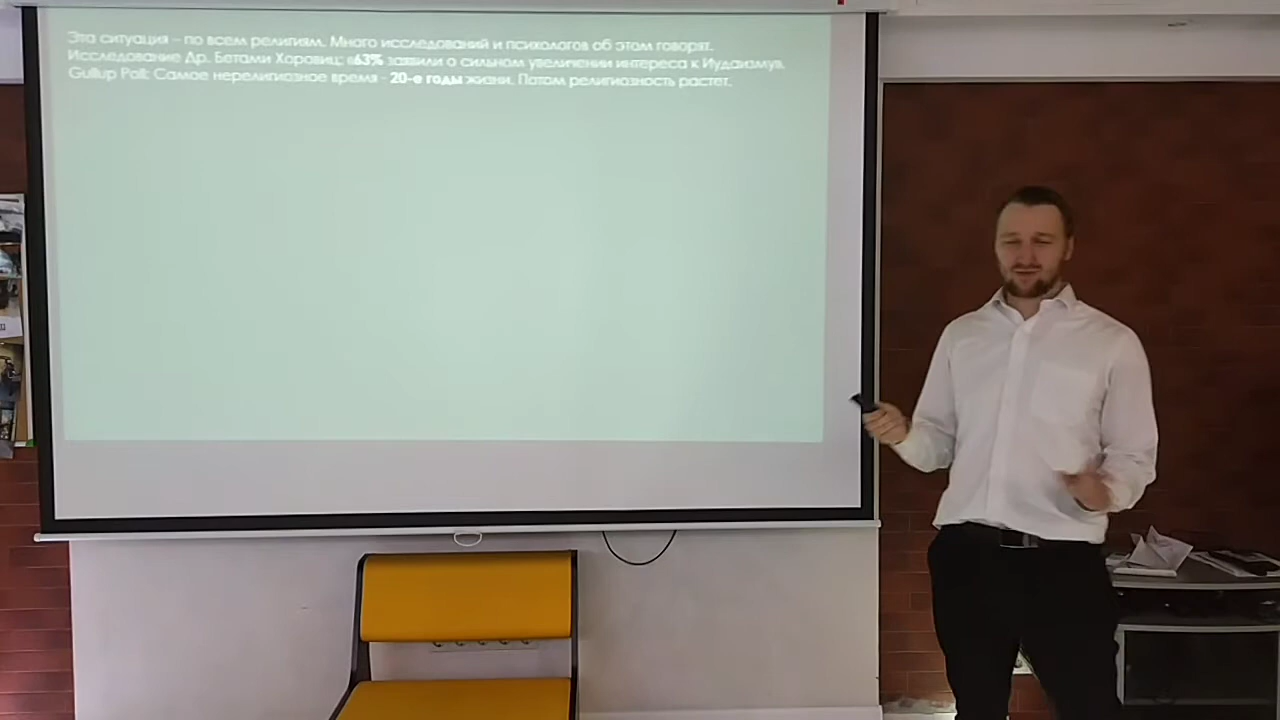 Эта ситуация – по всем религиям. Много исследований и психологов об этом говорят.
Исследование Др. Бетами Хоровиц: «63% заявили о сильном увеличении интереса к Иудаизму».
Gullup Poll: Самое нерелигиозное время - 20-е годы жизни. Потом религиозность растет.